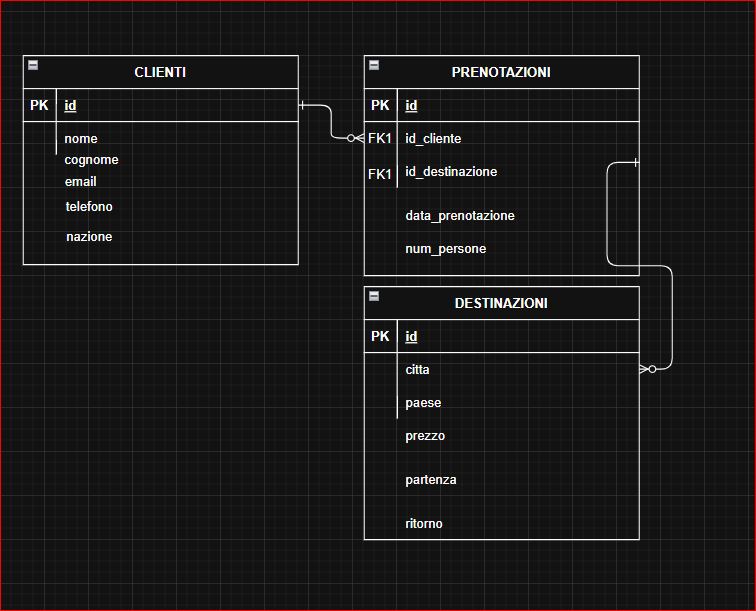 CLIENTI
PK id
nome
cognome
email
telefono
nazione
PRENOTAZIONI
PK id
FK1 id_cliente
FK1 id_destinazione
data_prenotazione
num_persone
DESTINAZIONI
PK id
citta
paese
prezzo
partenza
ritorno